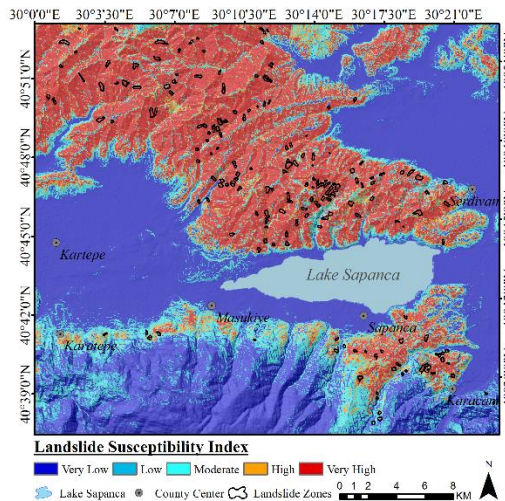 30°0'0"E 30°3'30"E 30°7'0"E 30°10'30"E 30°14'0"E 30°17'30"E 30°21'0"E
40°51'0"N
40°48'0"N
Serdivan
40°45'0"N
Kartepe
Lake Sapanca
40°42'0"N
Masukiye
Sapanca
Karatepe
40°39'0"N
Landslide Susceptibility Index
Very Low Low Moderate High Very High
N
Lake Sapanca County Center Landslide Zones
0 1 2 4 6 8
KM